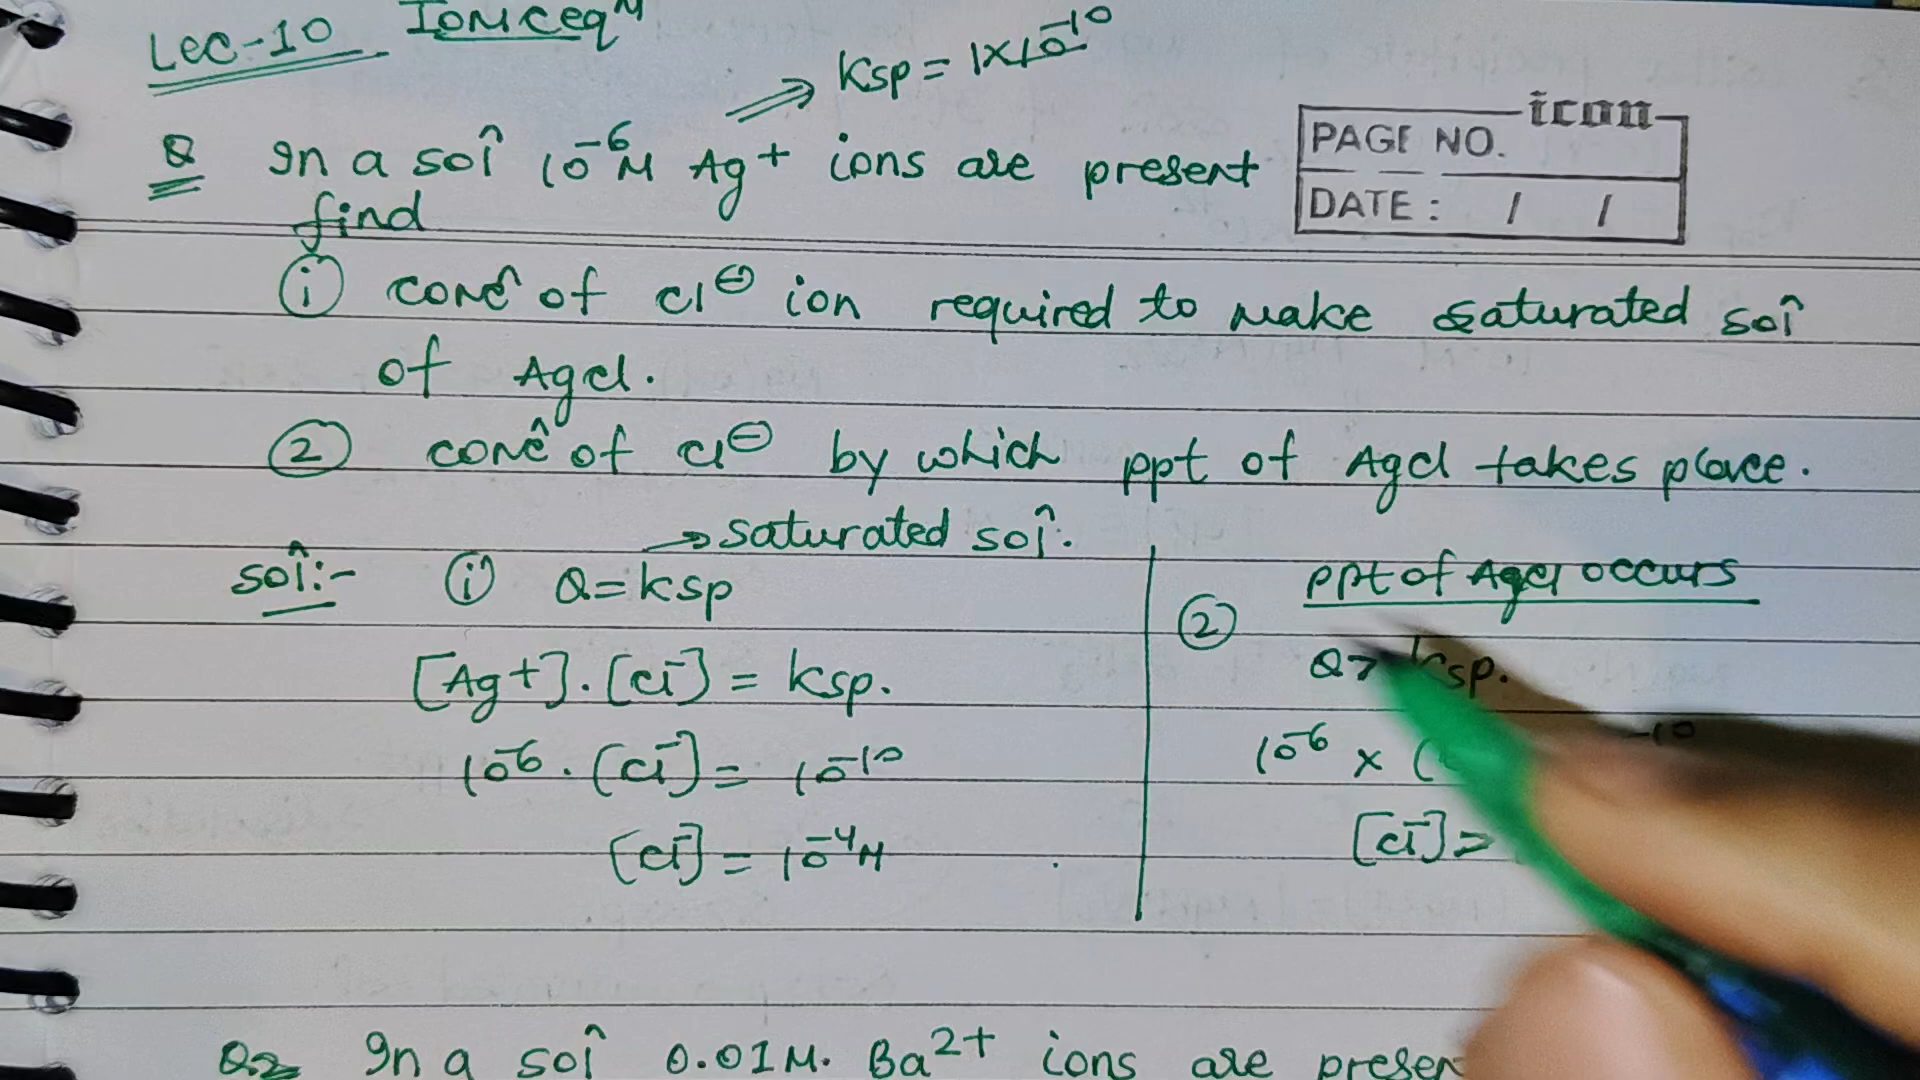 Lec-10 Ionic eqᵐ
Ksp = 1×10⁻¹⁰
icon
PAGE NO.
DATE : / /
Q In a solⁿ 10⁻⁶M Ag+ ions are present
find
(i) concⁿ of Cl⊖ ion required to make saturated solⁿ
of Agcl.
(2) concⁿ of Cl⊖ by which ppt of Agcl takes place.
solⁿ:- (i) Q=ksp → saturated solⁿ.
[Ag+].[Cl⁻] = ksp.
10⁻⁶.[Cl⁻] = 10⁻¹⁰
[Cl⁻] = 10⁻⁴M
(2) ppt of Agcl occurs
Q> ksp.
10⁻⁶ × ⁻¹⁰
[Cl⁻]>
Q2 In a solⁿ 0.01M. Ba²⁺ ions are